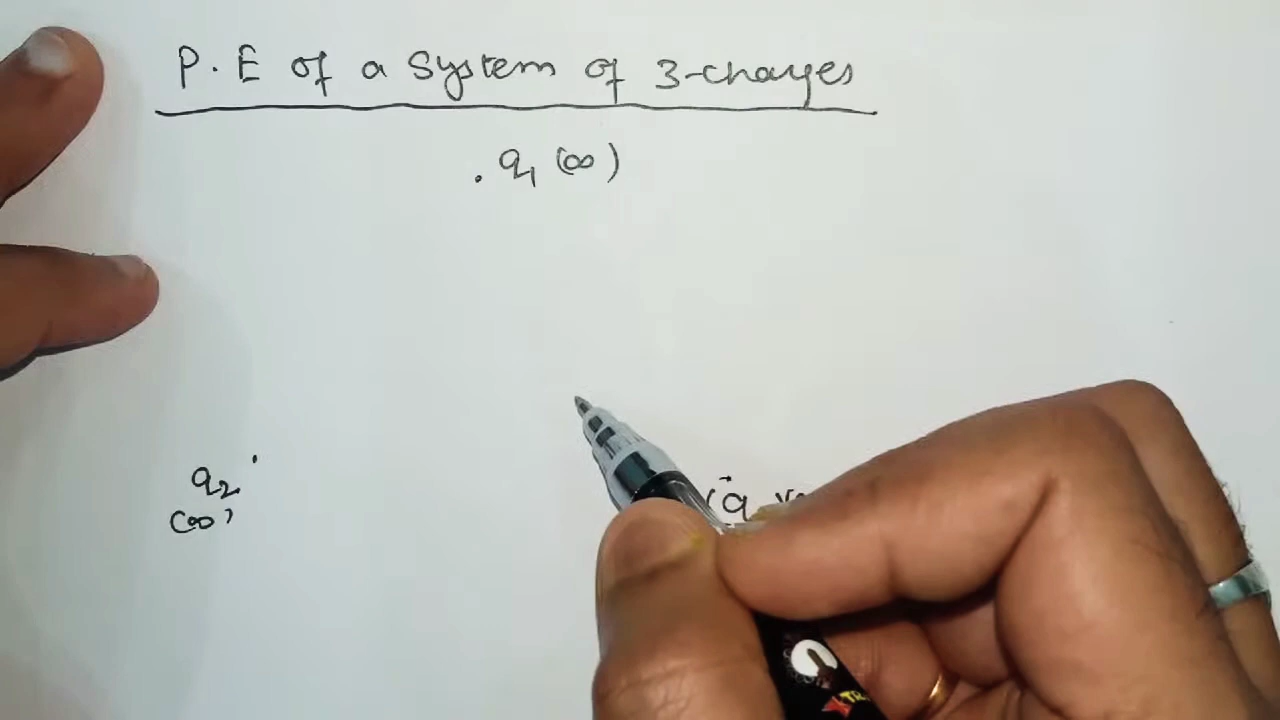 P.E of a System of 3-charges
. q₁ (∞)
q₂
(∞)